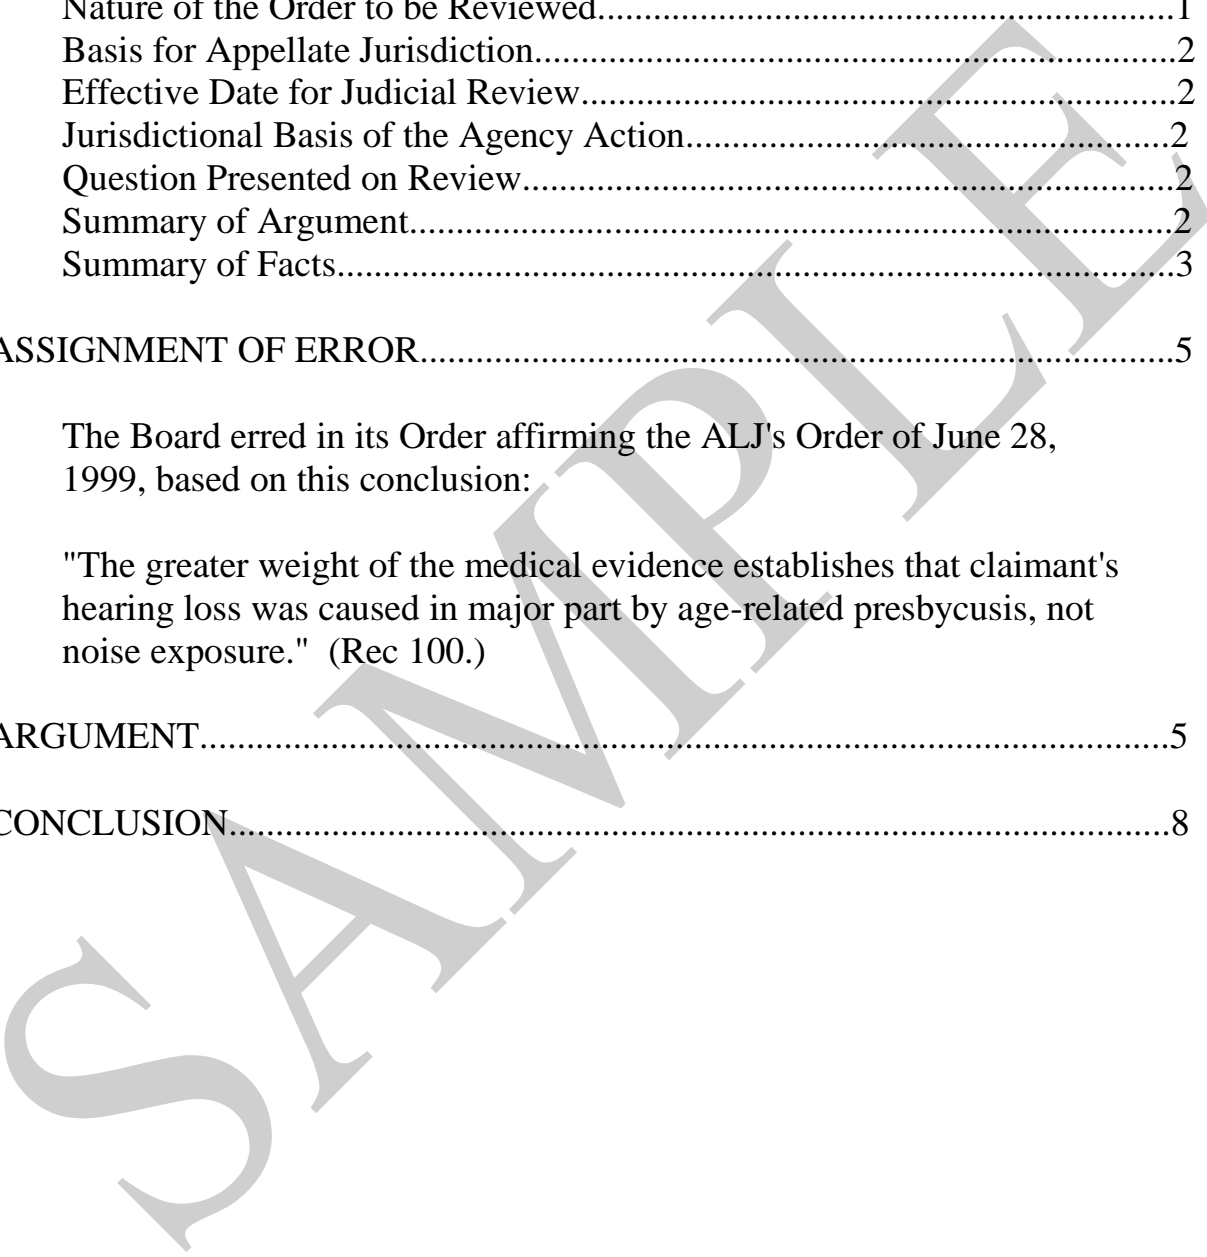 Nature of the Order to be Reviewed.......................................................1
Basis for Appellate Jurisdiction.............................................................2
Effective Date for Judicial Review........................................................2
Jurisdictional Basis of the Agency Action..............................................2
Question Presented on Review..............................................................2
Summary of Argument.........................................................................2
Summary of Facts................................................................................3
ASSIGNMENT OF ERROR.......................................................................5
The Board erred in its Order affirming the ALJ's Order of June 28,
1999, based on this conclusion:
"The greater weight of the medical evidence establishes that claimant's
hearing loss was caused in major part by age-related presbycusis, not
noise exposure."  (Rec 100.)
ARGUMENT............................................................................................5
CONCLUSION.........................................................................................8
SAMPLE